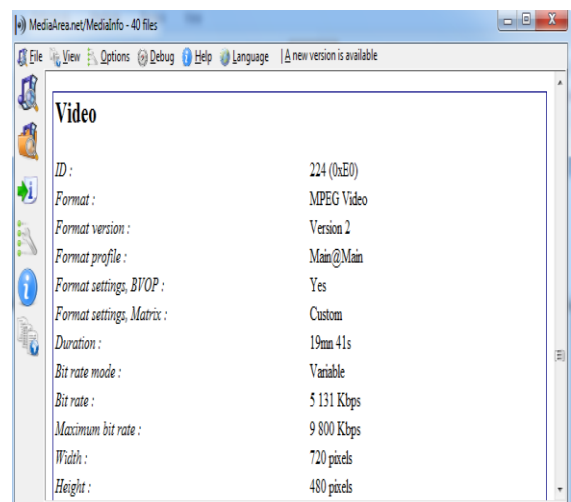 MediaArea.net/MediaInfo - 40 files
File View Options Debug Help Language | A new version is available
Video
ID : 224 (0xE0)
Format : MPEG Video
Format version : Version 2
Format profile : Main@Main
Format settings, BVOP : Yes
Format settings, Matrix : Custom
Duration : 19mn 41s
Bit rate mode : Variable
Bit rate : 5 131 Kbps
Maximum bit rate : 9 800 Kbps
Width : 720 pixels
Height : 480 pixels